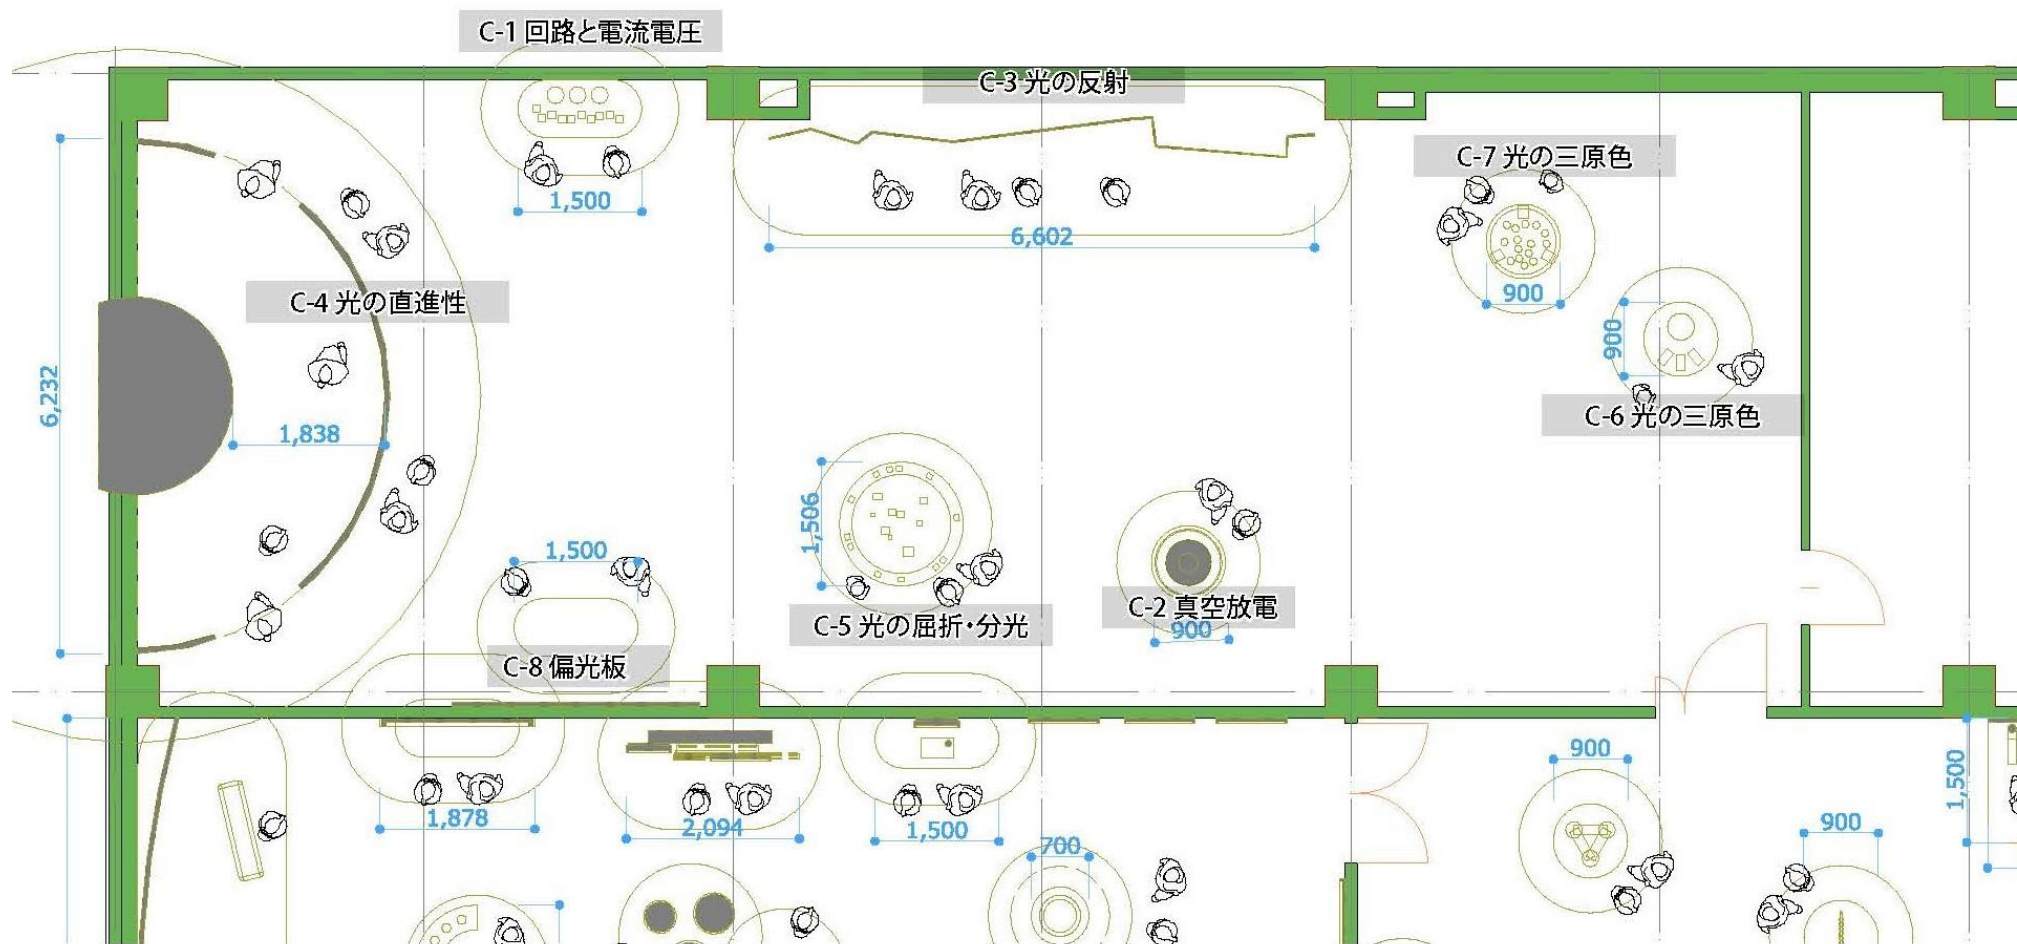 C-1 回路と電流電圧
C-3 光の反射
C-7 光の三原色
1,500
6,602
900
C-4 光の直進性
900
6,232
C-6 光の三原色
1,838
1,506
1,500
C-2 真空放電
C-5 光の屈折・分光
900
C-8 偏光板
900
1,500
1,878
2,094
1,500
900
700